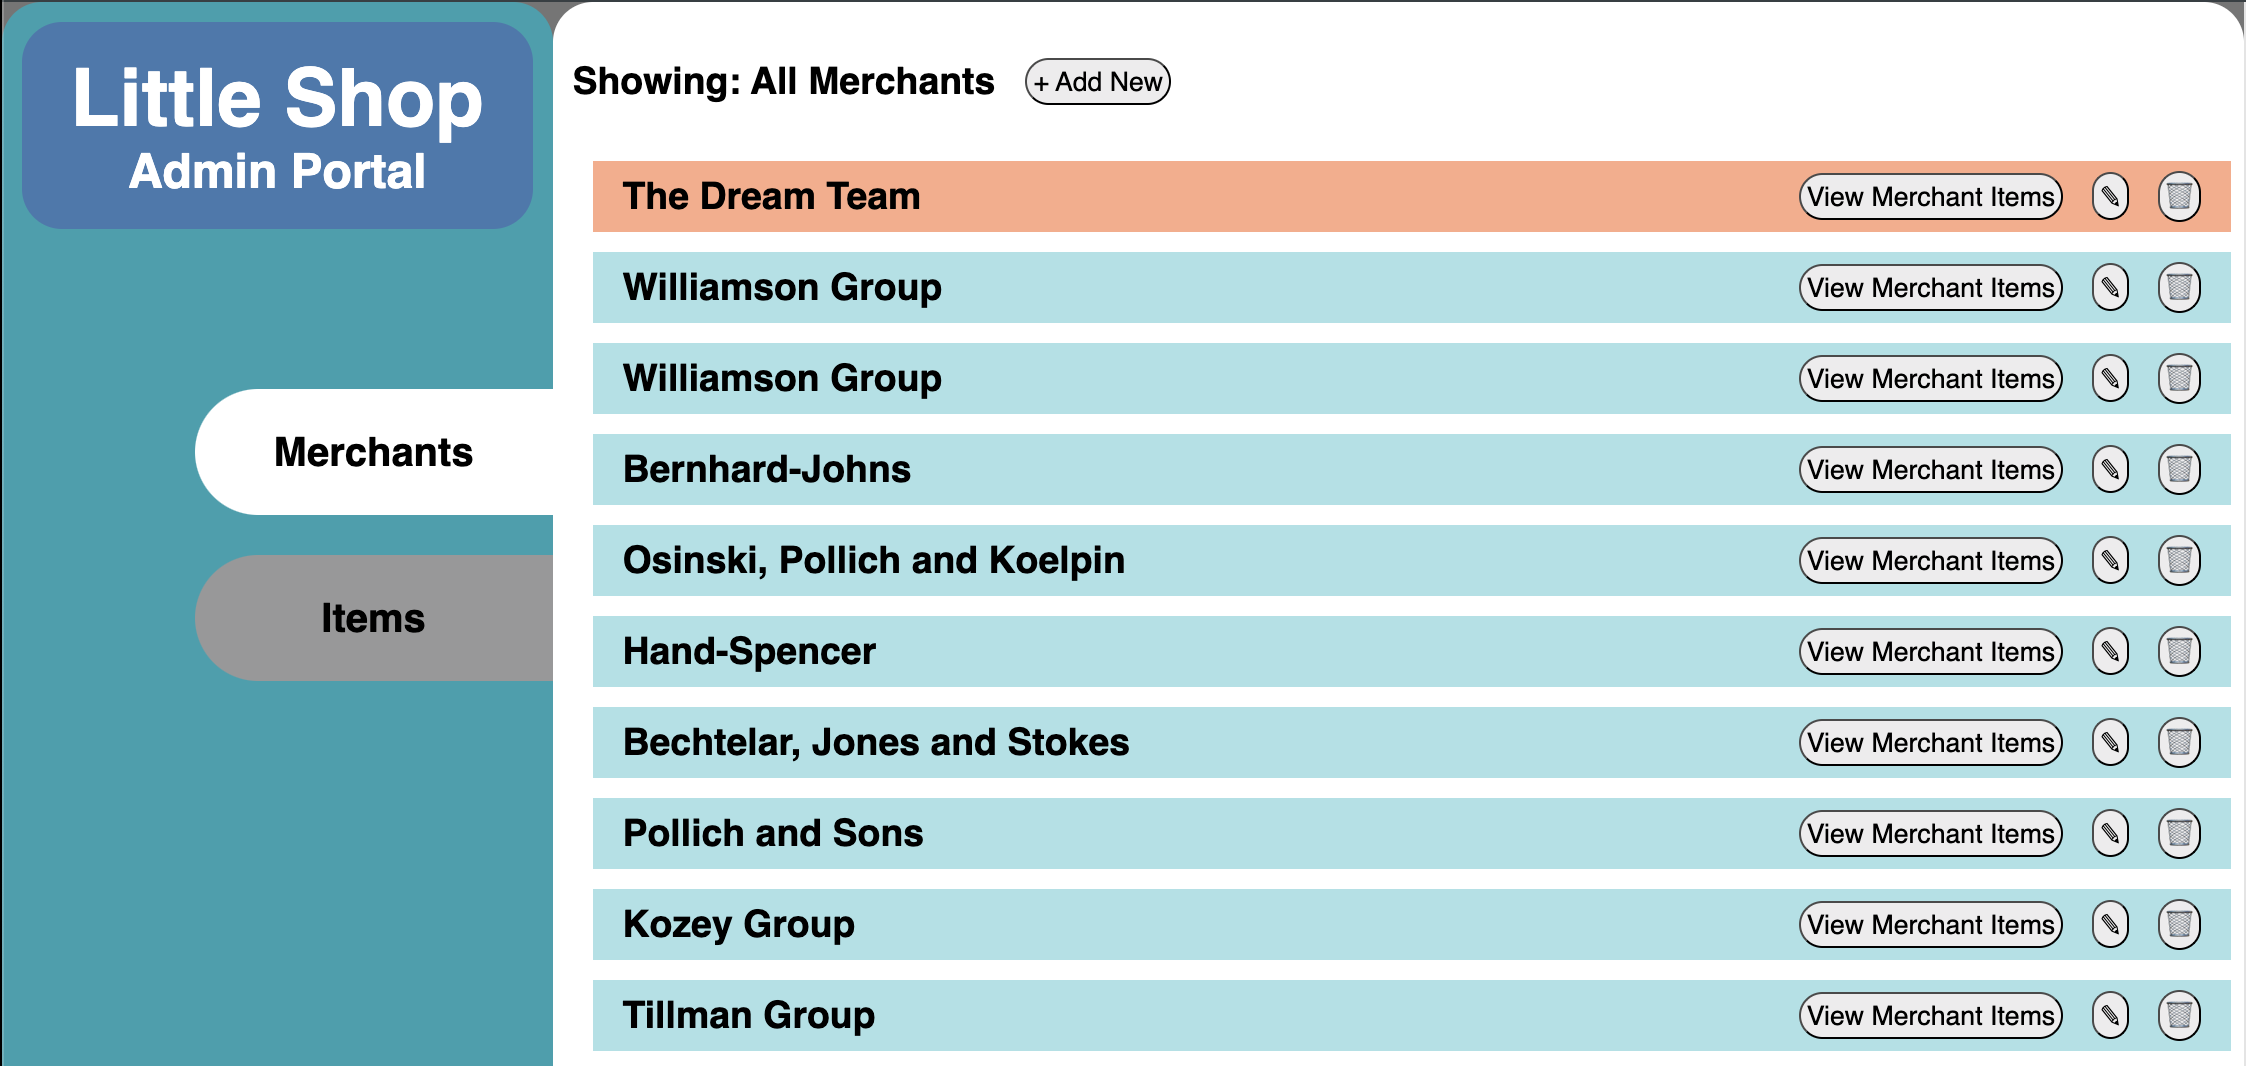 Little Shop
Admin Portal
Merchants
Items
Showing: All Merchants + Add New
The Dream Team View Merchant Items
Williamson Group View Merchant Items
Williamson Group View Merchant Items
Bernhard-Johns View Merchant Items
Osinski, Pollich and Koelpin View Merchant Items
Hand-Spencer View Merchant Items
Bechtelar, Jones and Stokes View Merchant Items
Pollich and Sons View Merchant Items
Kozey Group View Merchant Items
Tillman Group View Merchant Items